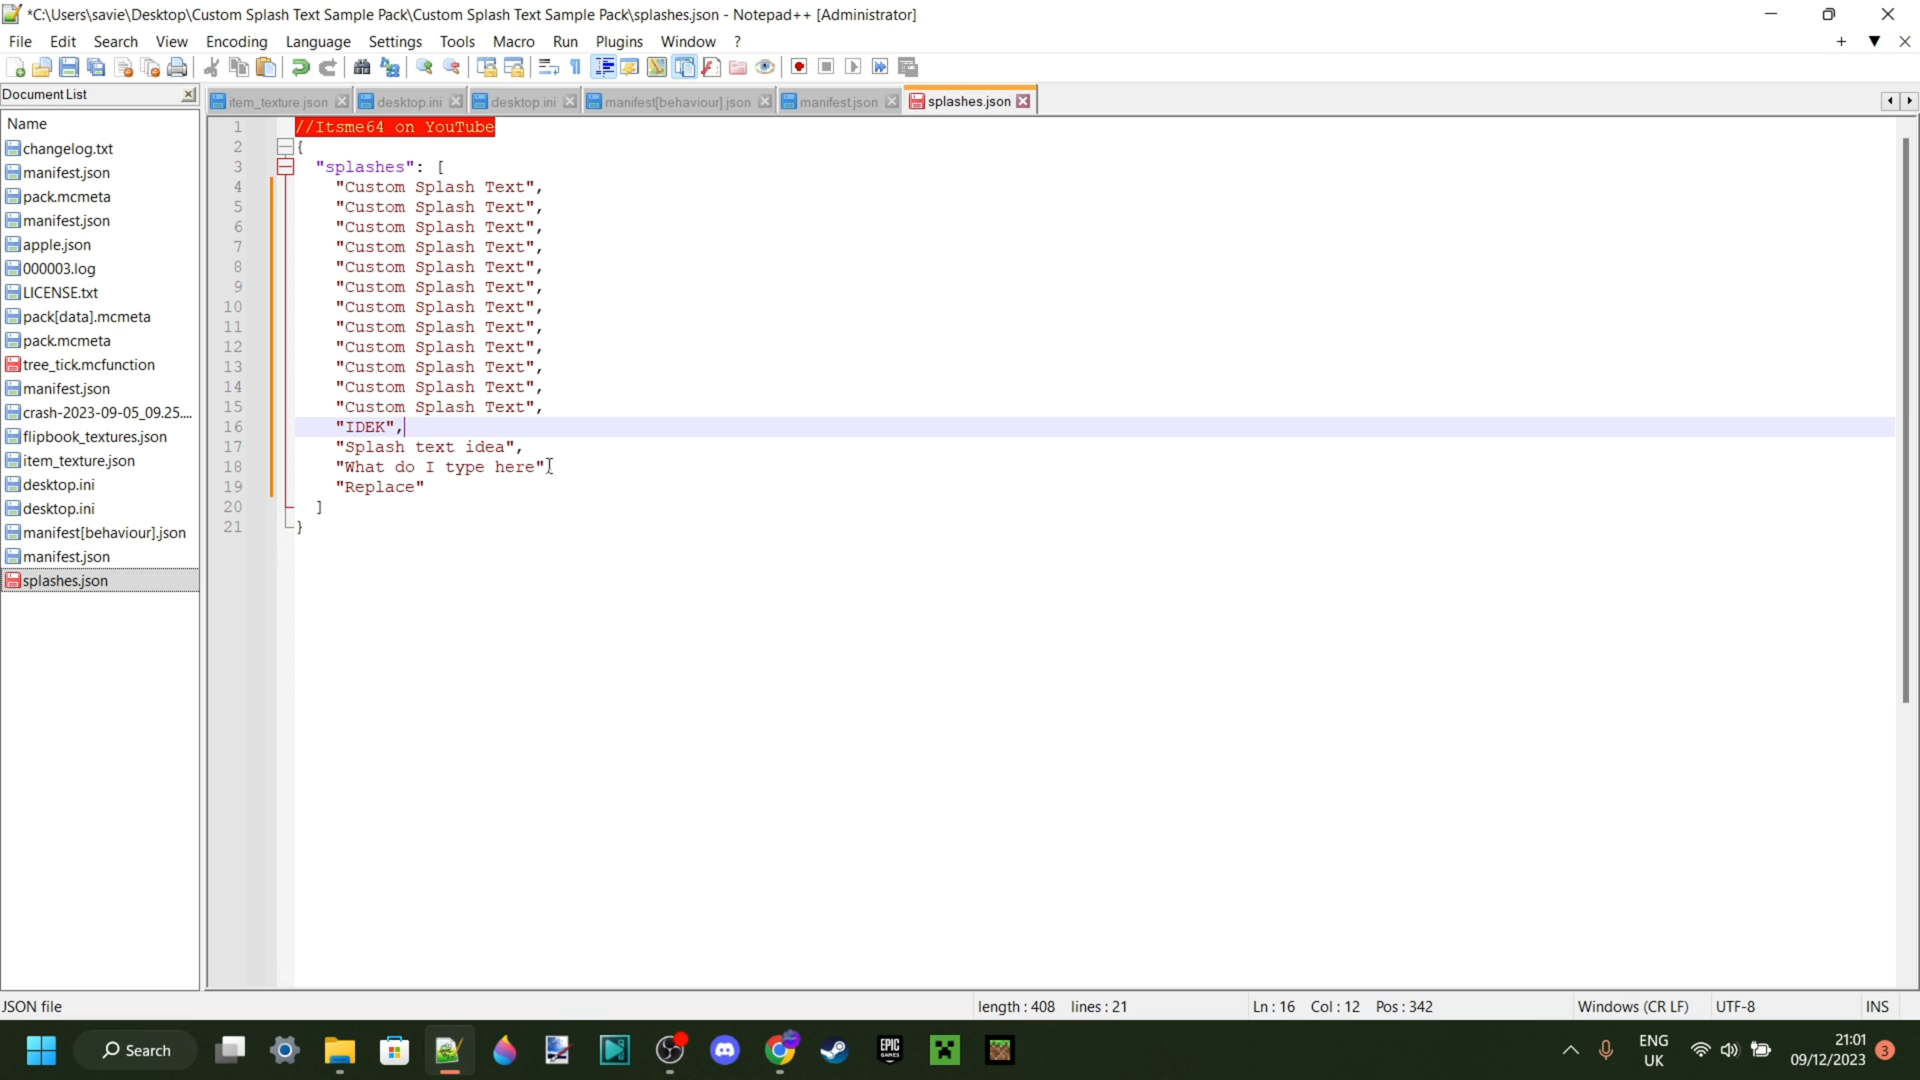 *C:\Users\savie\Desktop\Custom Splash Text Sample Pack\Custom Splash Text Sample Pack\splashes.json - Notepad++ [Administrator]
File Edit Search View Encoding Language Settings Tools Macro Run Plugins Window ?
Document List
item_texture.json desktop.ini desktop.ini manifest[behaviour].json manifest.json splashes.json
Name
changelog.txt
manifest.json
pack.mcmeta
manifest.json
apple.json
000003.log
LICENSE.txt
pack[data].mcmeta
pack.mcmeta
tree_tick.mcfunction
manifest.json
crash-2023-09-05_09.25....
flipbook_textures.json
item_texture.json
desktop.ini
desktop.ini
manifest[behaviour].json
manifest.json
splashes.json
1 //Itsme64 on YouTube
2 {
3 "splashes": [
4 "Custom Splash Text",
5 "Custom Splash Text",
6 "Custom Splash Text",
7 "Custom Splash Text",
8 "Custom Splash Text",
9 "Custom Splash Text",
10 "Custom Splash Text",
11 "Custom Splash Text",
12 "Custom Splash Text",
13 "Custom Splash Text",
14 "Custom Splash Text",
15 "Custom Splash Text",
16 "IDEK",
17 "Splash text idea",
18 "What do I type here"
19 "Replace"
20 ]
21 }
JSON file length : 408 lines : 21 Ln : 16 Col : 12 Pos : 342 Windows (CR LF) UTF-8 INS
Search EPIC GAMES ENG UK 21:01 09/12/2023 3